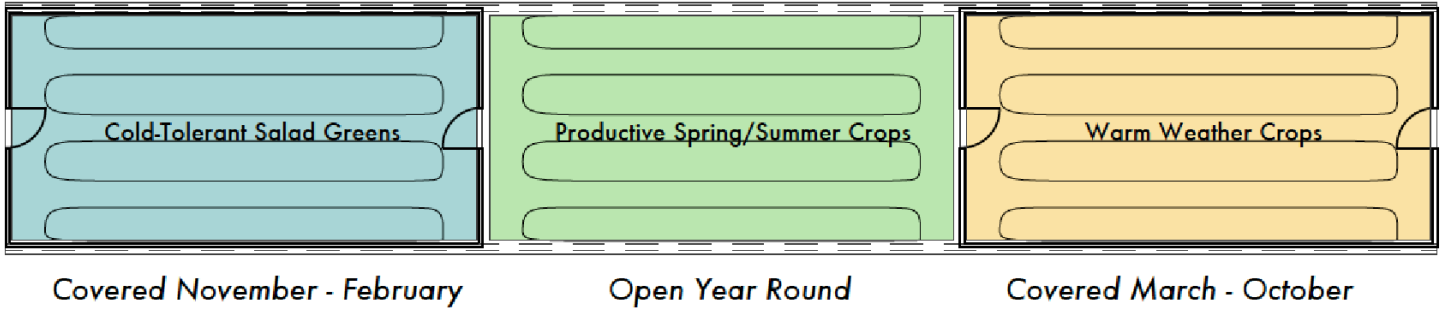 Cold-Tolerant Salad Greens
Productive Spring/Summer Crops
Warm Weather Crops
Covered November - February
Open Year Round
Covered March - October